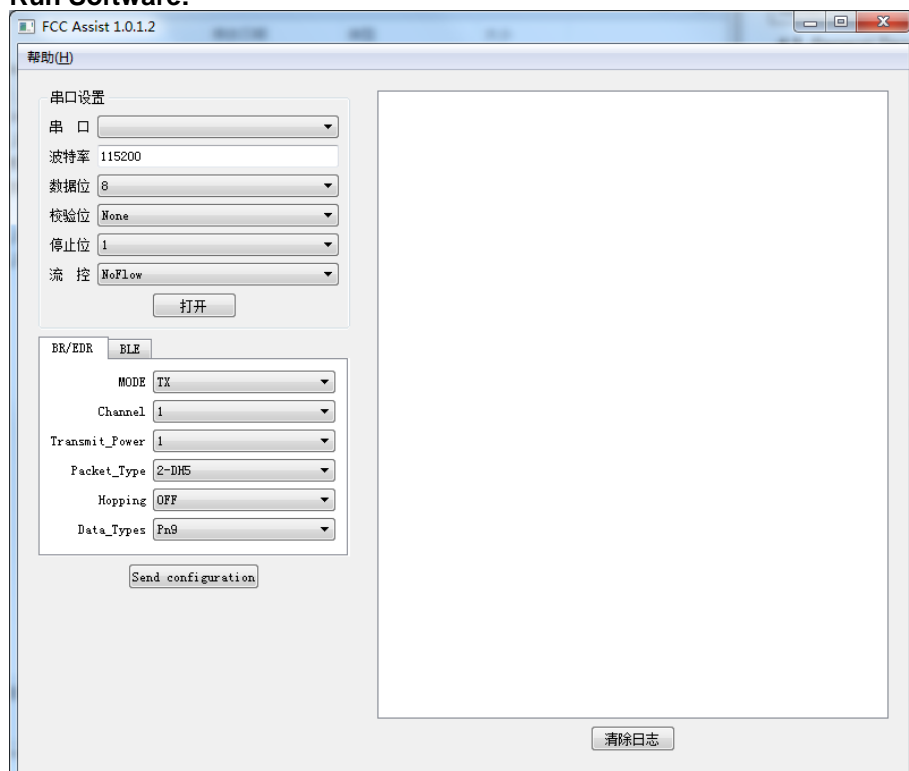 Run Software:
FCC Assist 1.0.1.2
帮助(H)
串口设置
串 口
波特率 115200
数据位 8
校验位 None
停止位 1
流 控 NoFlow
打开
BR/EDR BLE
MODE TX
Channel 1
Transmit_Power 1
Packet_Type 2-DH5
Hopping OFF
Data_Types Pn9
Send configuration
清除日志